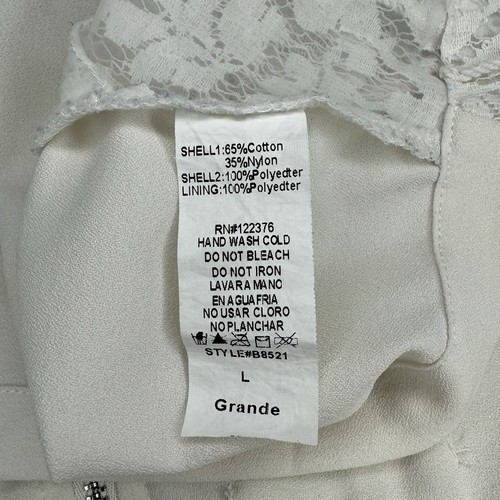 SHELL1:65%Cotton
35%Nylon
SHELL2:100%Polyedter
LINING:100%Polyedter
RN#122376
HAND WASH COLD
DO NOT BLEACH
DO NOT IRON
LAVAR A MANO
EN AGUA FRIA
NO USAR CLORO
NO PLANCHAR
STYLE#B8521
L
Grande